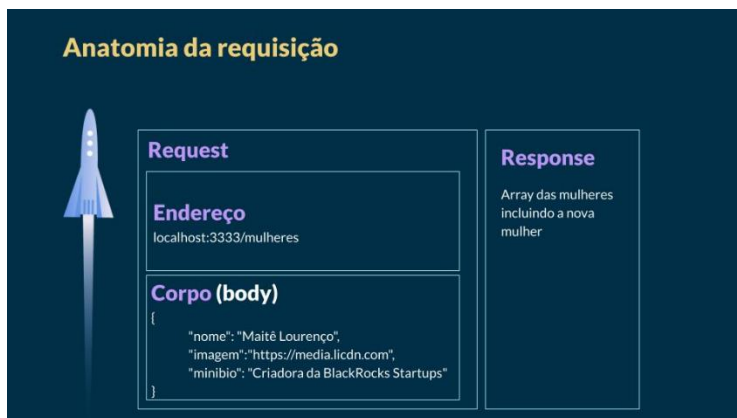 Anatomia da requisição
Request
Endereço
localhost:3333/mulheres
Corpo (body)
{
"nome": "Maitê Lourenço",
"imagem":"https://media.licdn.com",
"minibio": "Criadora da BlackRocks Startups"
}
Response
Array das mulheres
incluindo a nova
mulher